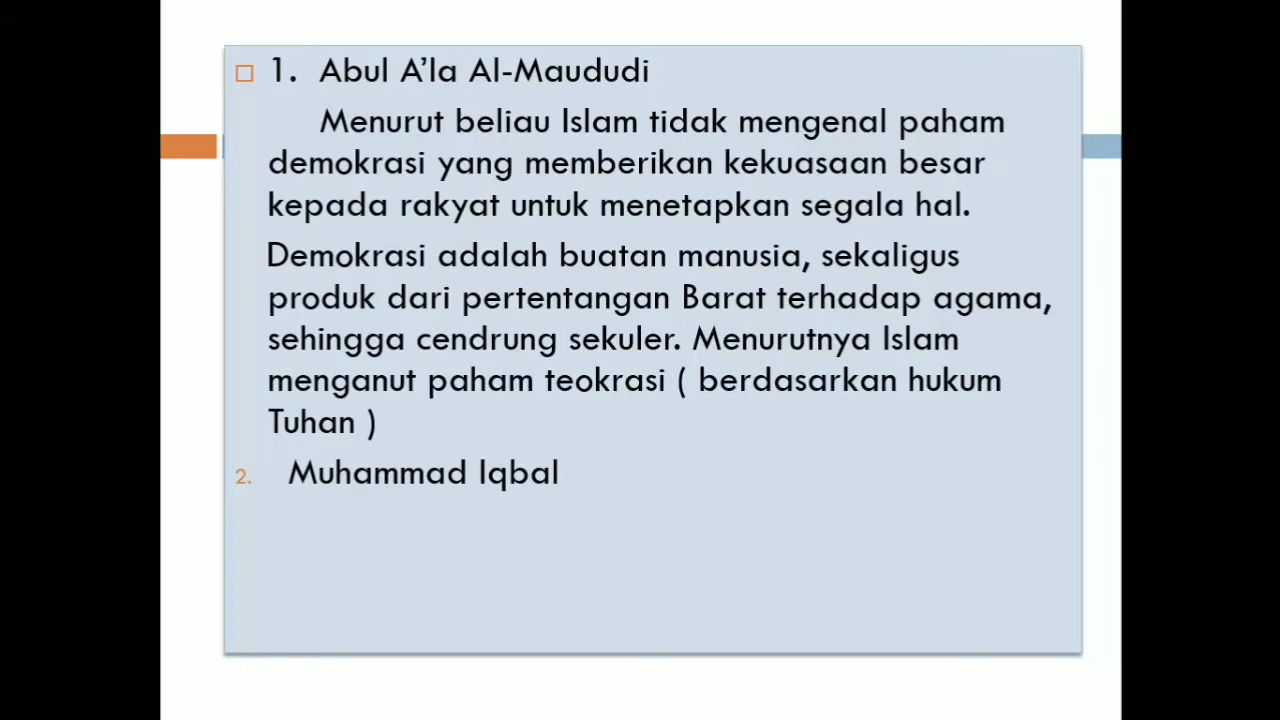 1. Abul A’la Al-Maududi
Menurut beliau Islam tidak mengenal paham
demokrasi yang memberikan kekuasaan besar
kepada rakyat untuk menetapkan segala hal.
Demokrasi adalah buatan manusia, sekaligus
produk dari pertentangan Barat terhadap agama,
sehingga cendrung sekuler. Menurutnya Islam
menganut paham teokrasi ( berdasarkan hukum
Tuhan )
2. Muhammad Iqbal